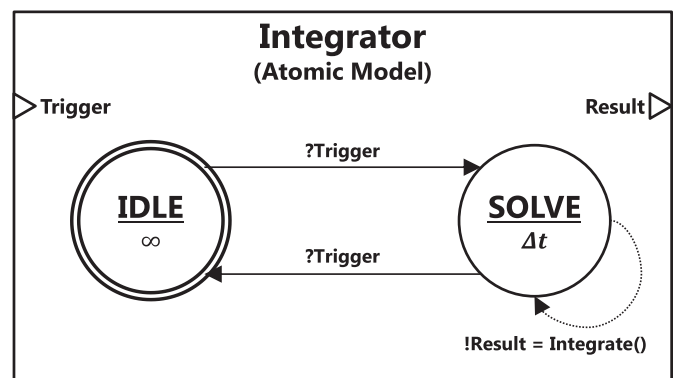 Integrator
(Atomic Model)
Trigger
Result
?Trigger
IDLE
∞
SOLVE
Δt
?Trigger
!Result = Integrate()